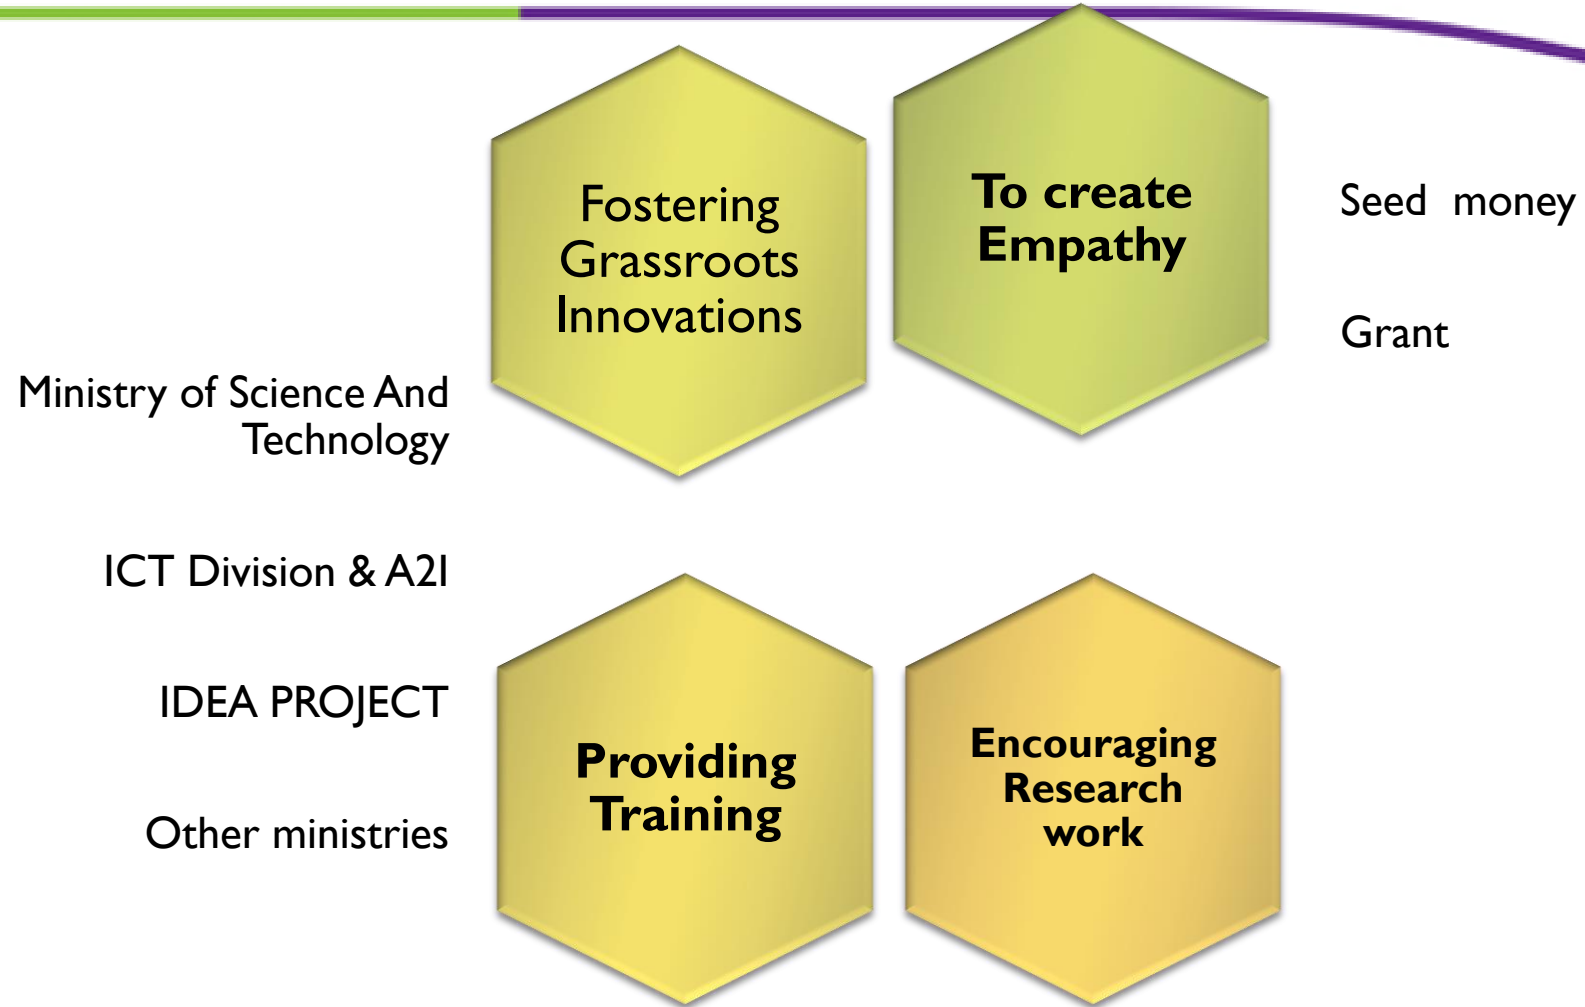 Fostering
Grassroots
Innovations
To create
Empathy
Seed money
Grant
Ministry of Science And
Technology
ICT Division & A2I
IDEA PROJECT
Other ministries
Providing
Training
Encouraging
Research
work